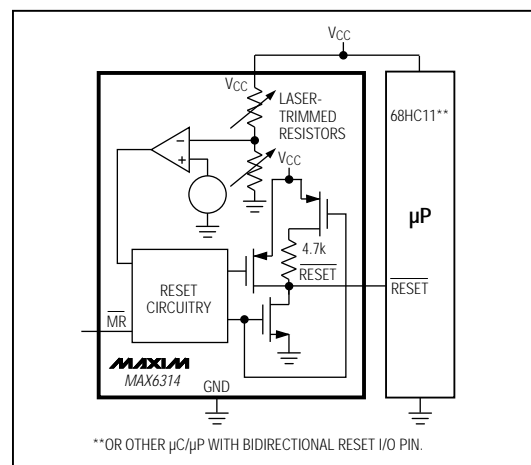 VCC
VCC
LASER-
TRIMMED
RESISTORS
68HC11**
–
+
VCC
µP
4.7k
RESET
RESET
RESET
CIRCUITRY
MR
MAXIM
MAX6314
GND
**OR OTHER µC/µP WITH BIDIRECTIONAL RESET I/O PIN.